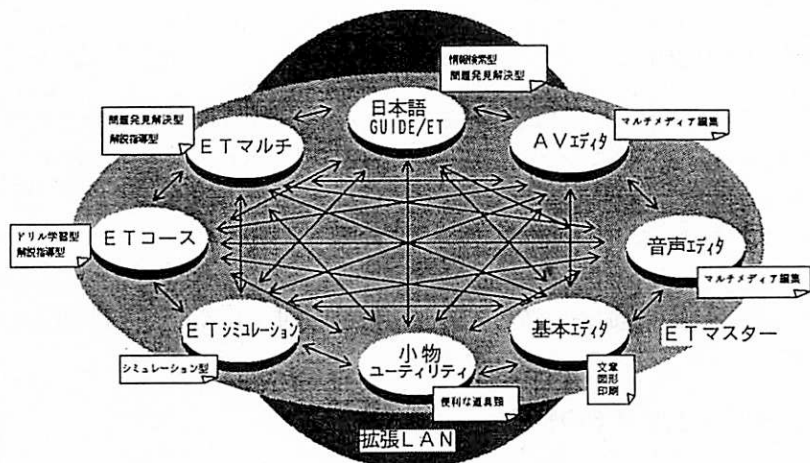 情報検索型
問題発見解決型
日本語
GUIDE/ET
問題発見解決型
解説指導型
ETマルチ
AVエディタ
マルチメディア編集
ドリル学習型
解説指導型
ETコース
音声エディタ
マルチメディア編集
ETシミュレーション
シミュレーション型
小物
ユーティリティ
便利な道具類
基本エディタ
文章
図形
印刷
ETマスター
拡張LAN